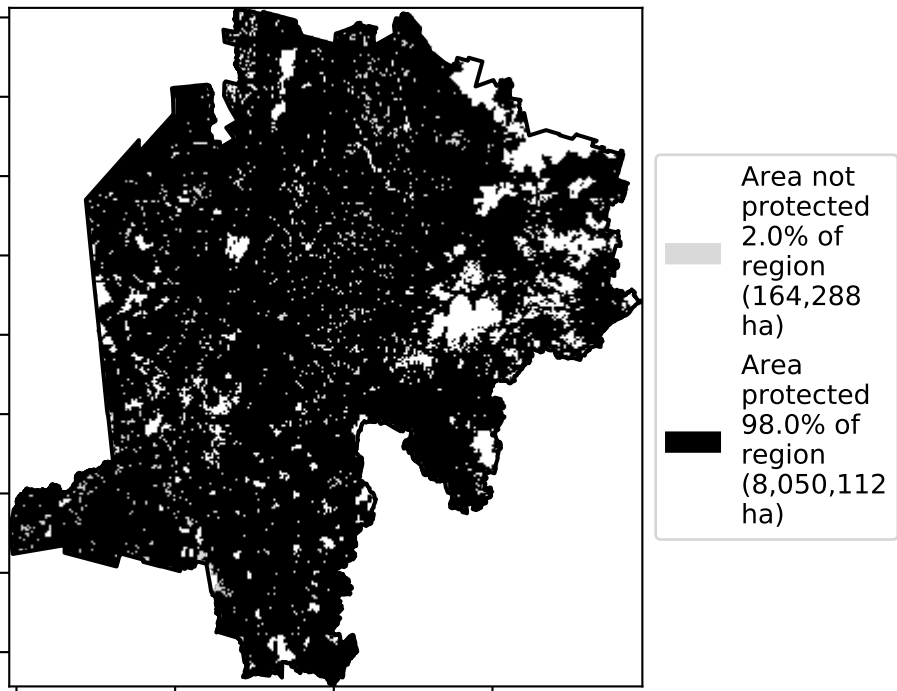 Area not
protected
2.0% of
region
(164,288
ha)
Area
protected
98.0% of
region
(8,050,112
ha)